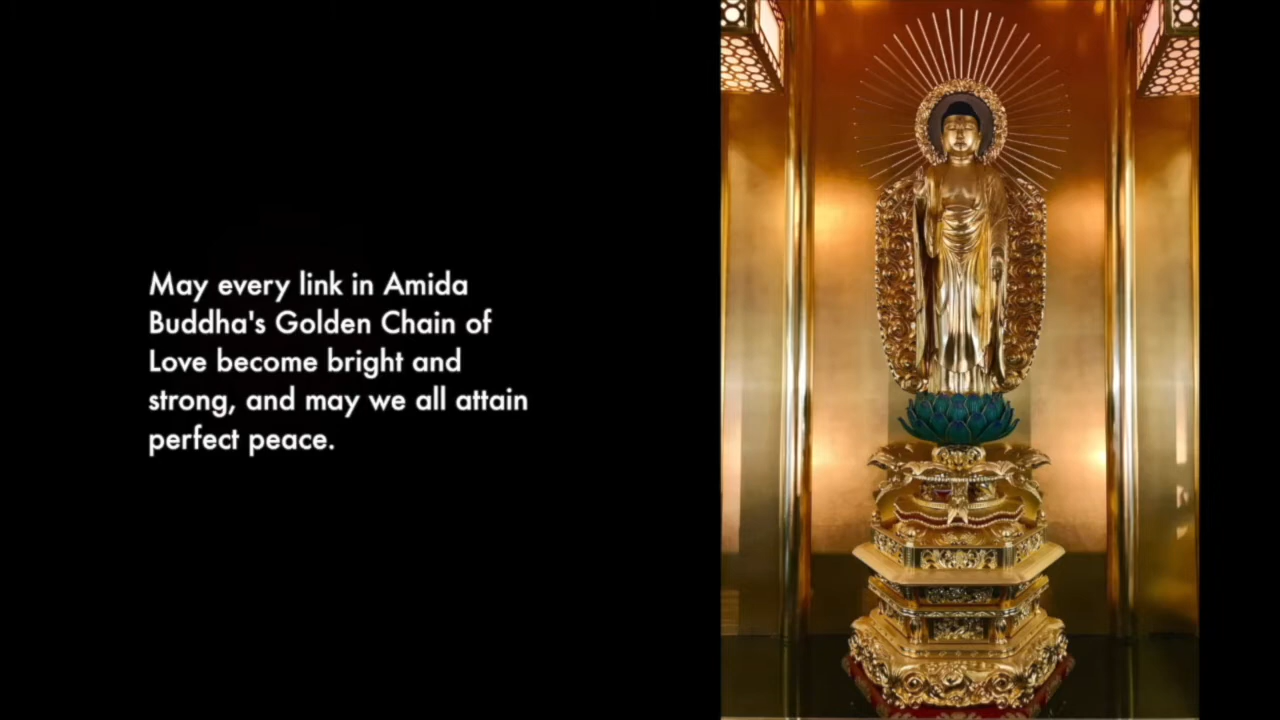 May every link in Amida
Buddha's Golden Chain of
Love become bright and
strong, and may we all attain
perfect peace.